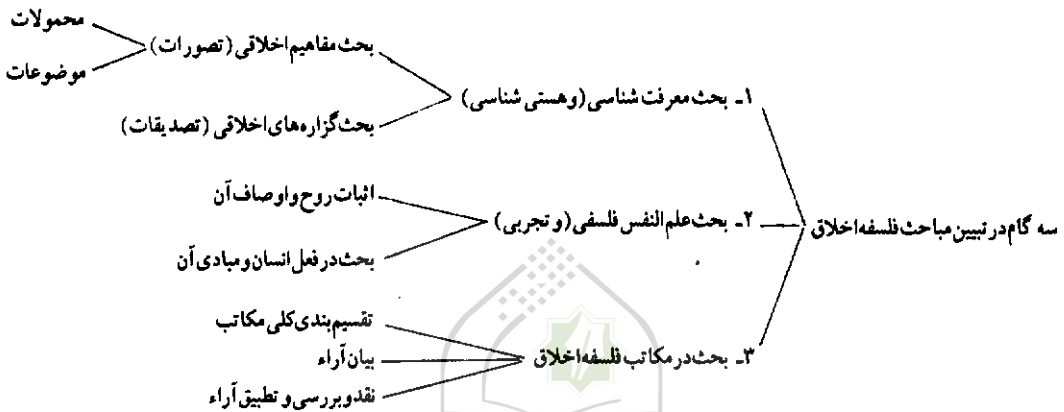 سه گام در تبیین مباحث فلسفه اخلاق
۱ـ بحث معرفت شناسی (و هستی شناسی)
بحث مفاهیم اخلاقی (تصورات)
محمولات
موضوعات
بحث گزاره‌های اخلاقی (تصدیقات)
۲ـ بحث علم النفس فلسفی (و تجربی)
اثبات روح و اوصاف آن
بحث در فعل انسان و مبادی آن
۳ـ بحث در مکاتب فلسفه اخلاق
تقسیم بندی کلی مکاتب
بیان آراء
نقد و بررسی و تطبیق آراء